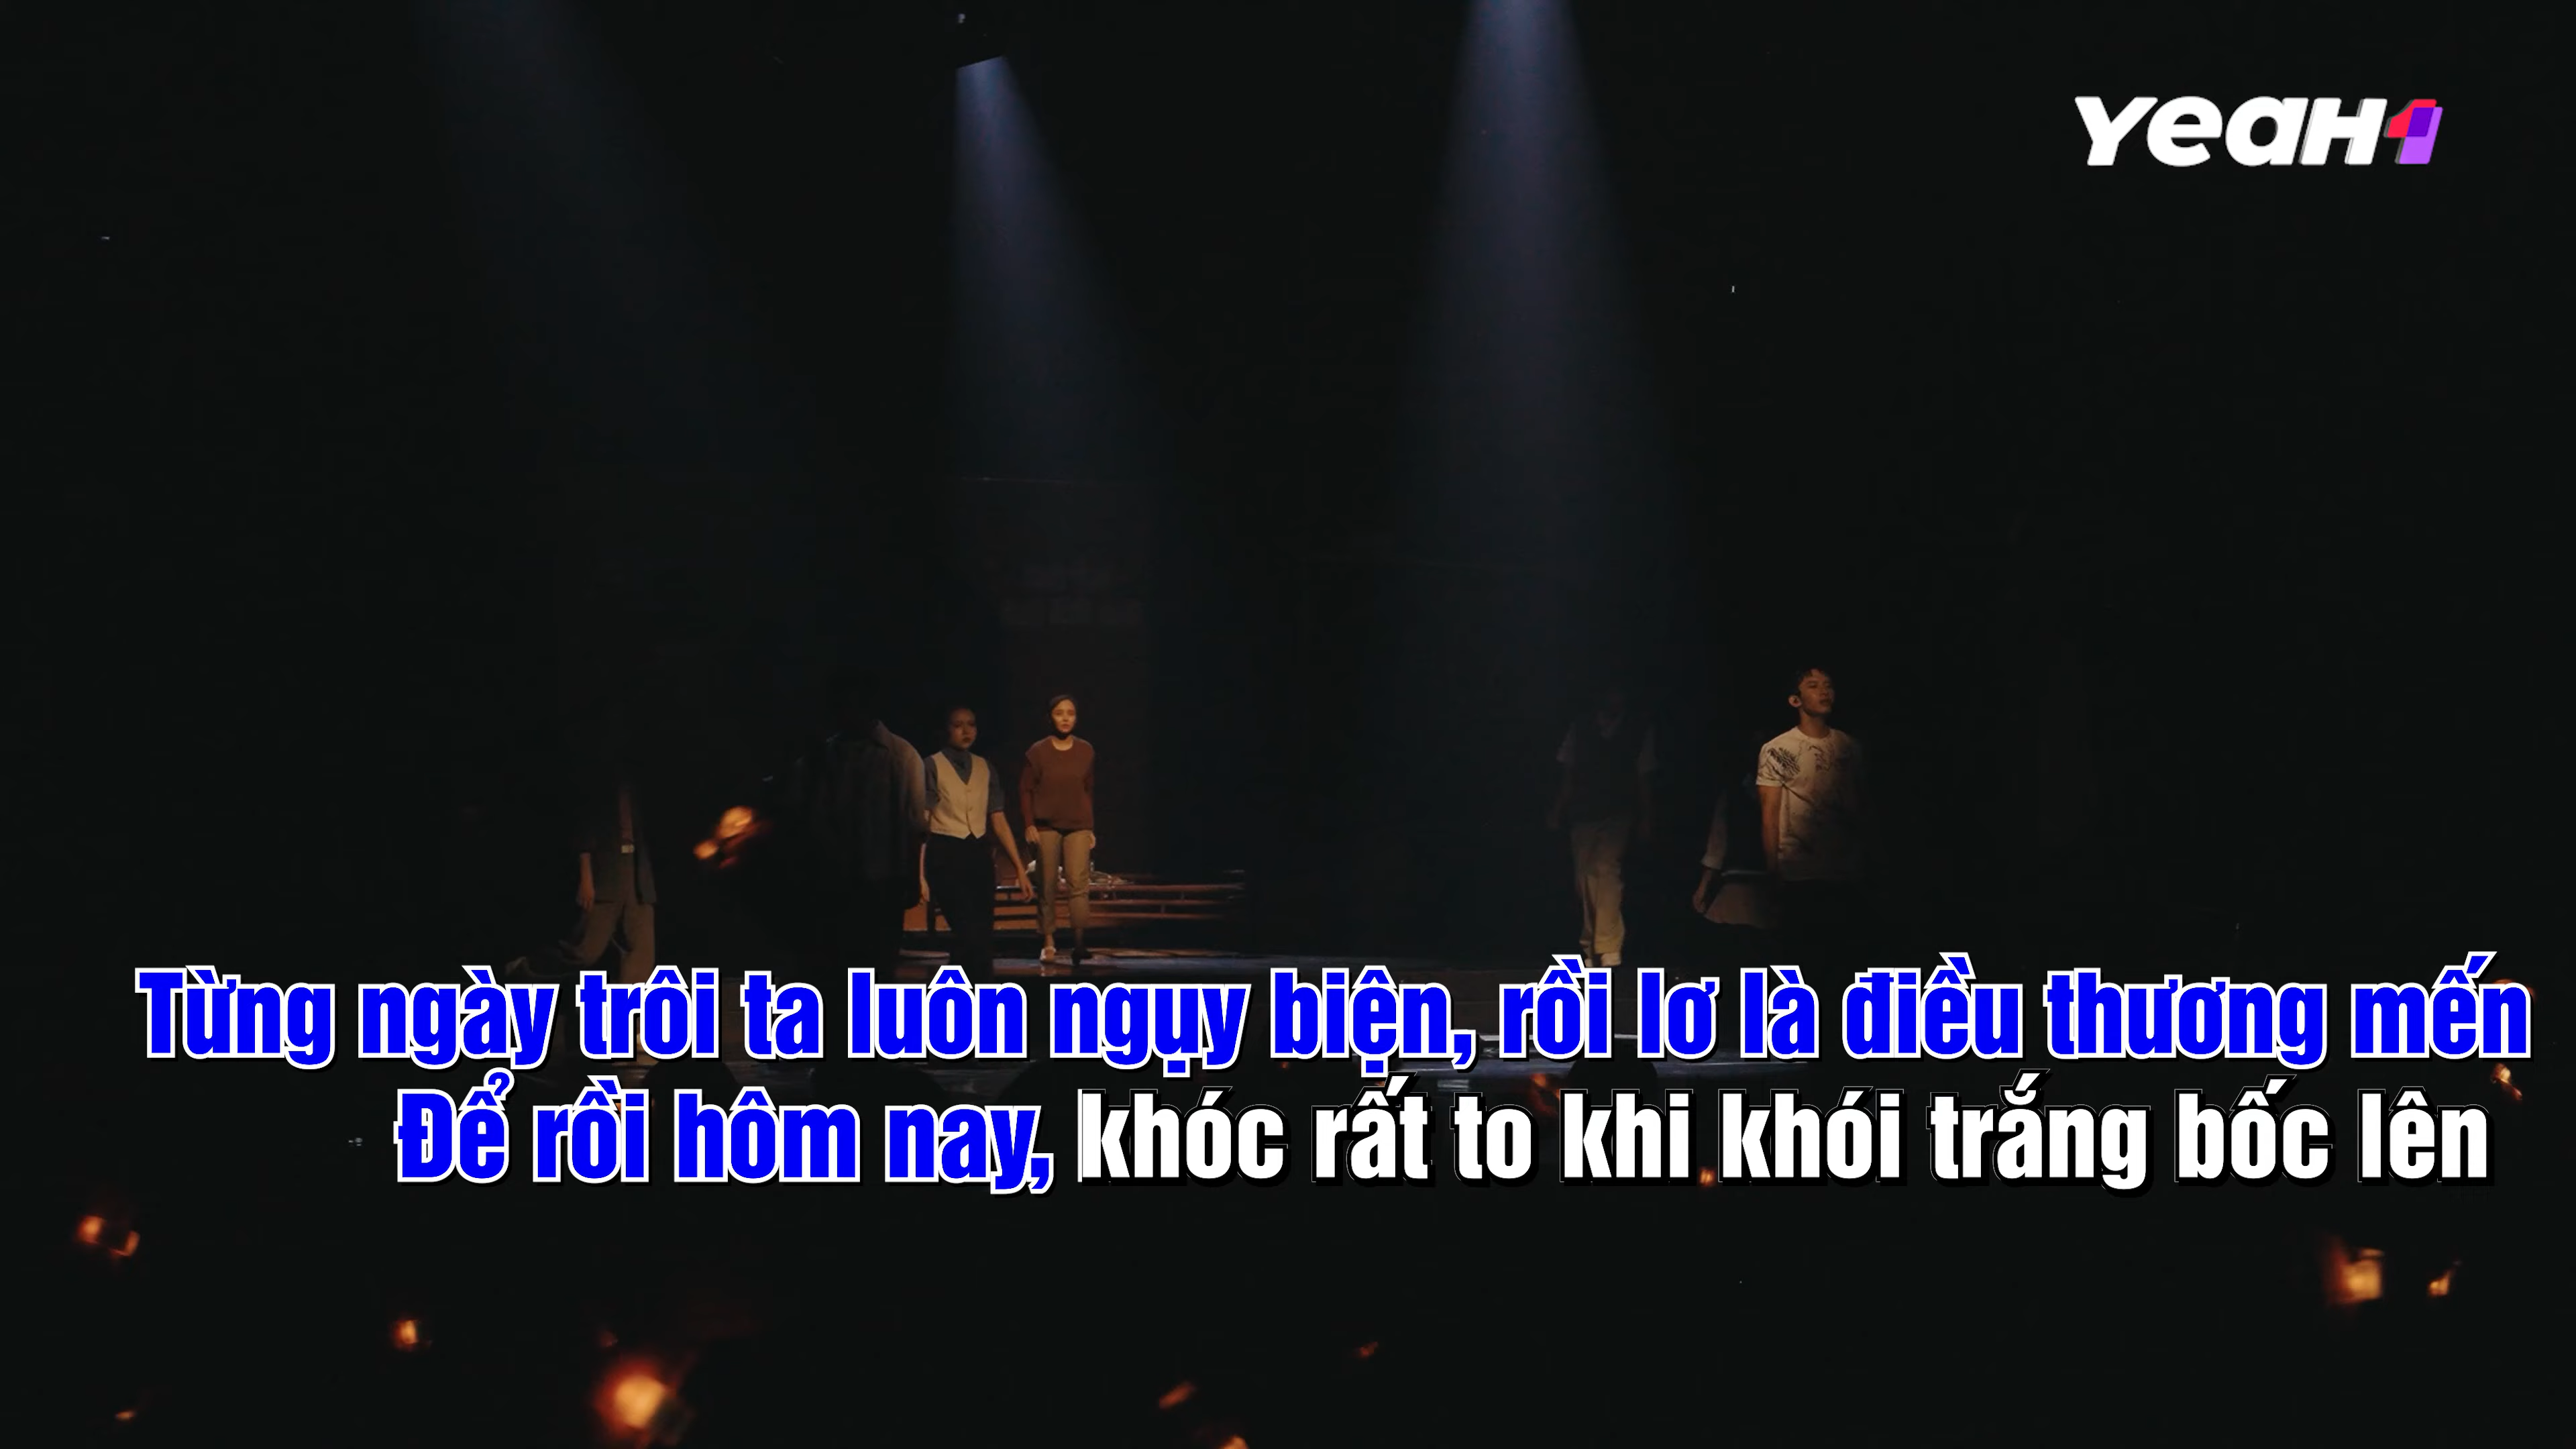 YEAH1
Từng ngày trôi ta luôn ngụy biện, rồi lơ là điều thương mến
Để rồi hôm nay, khóc rất to khi khói trắng bốc lên